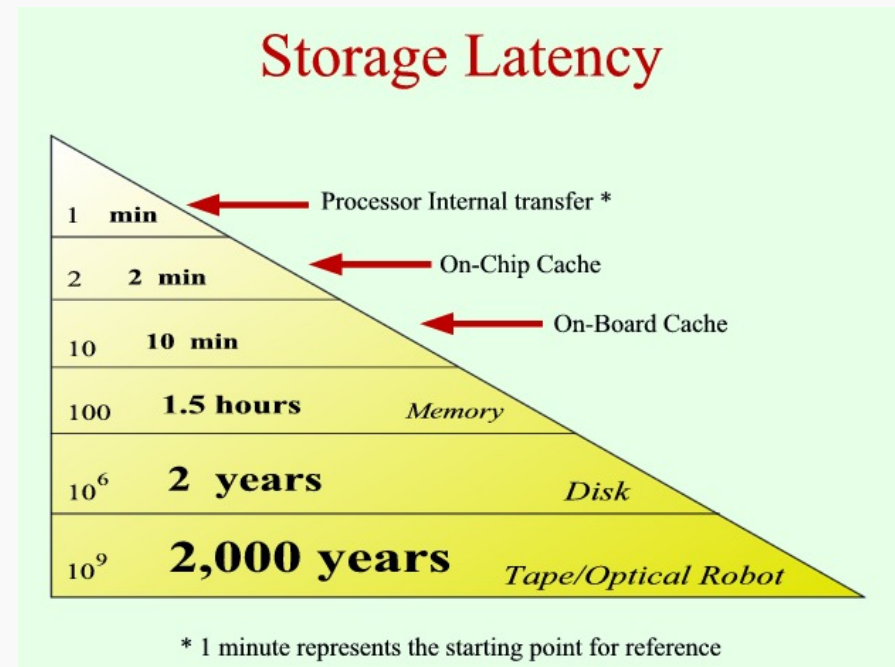 Storage Latency
1 min
Processor Internal transfer *
2 2 min
On-Chip Cache
10 10 min
On-Board Cache
100 1.5 hours Memory
10⁶ 2 years Disk
10⁹ 2,000 years Tape/Optical Robot
* 1 minute represents the starting point for reference